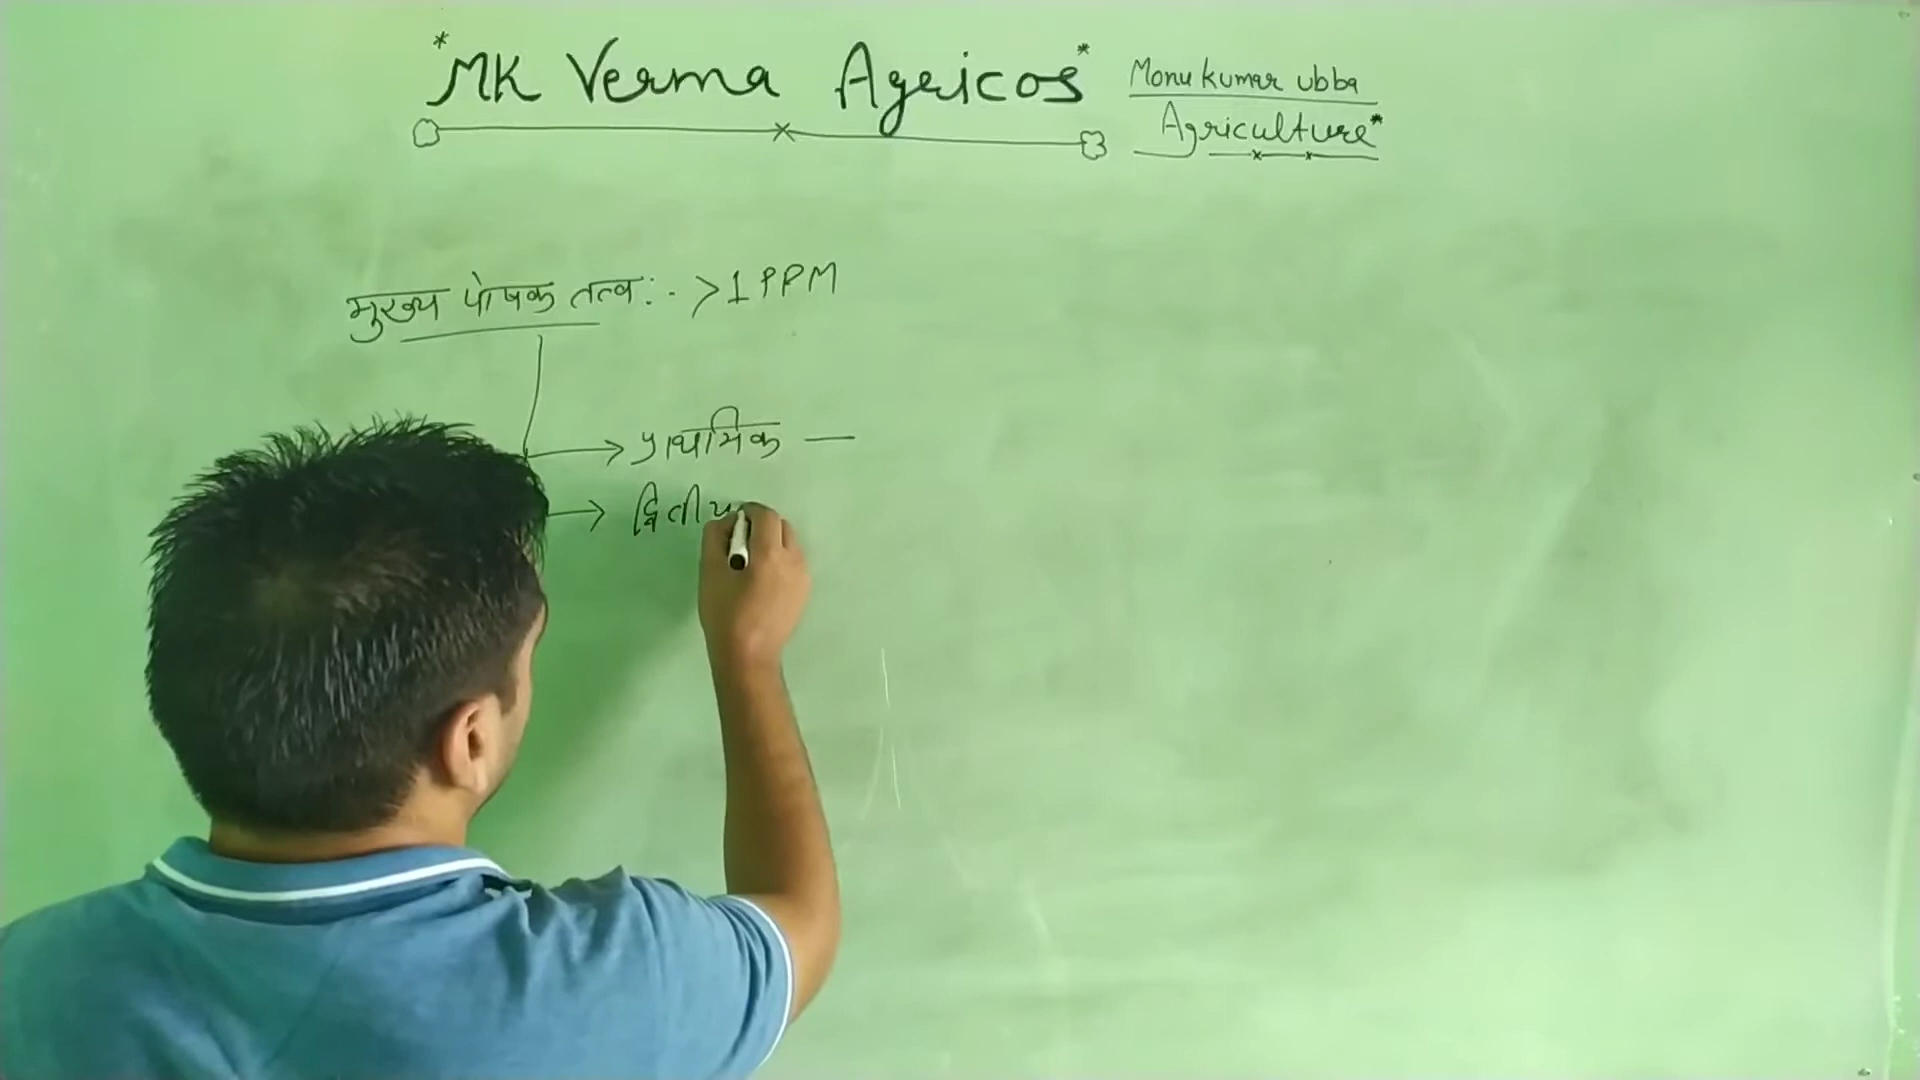 *MK Verma Agricos*
Monu kumar ubba
Agriculture*
मुख्य पोषक तत्व :- >1 PPM
→ प्राथमिक —
→ द्वितीय